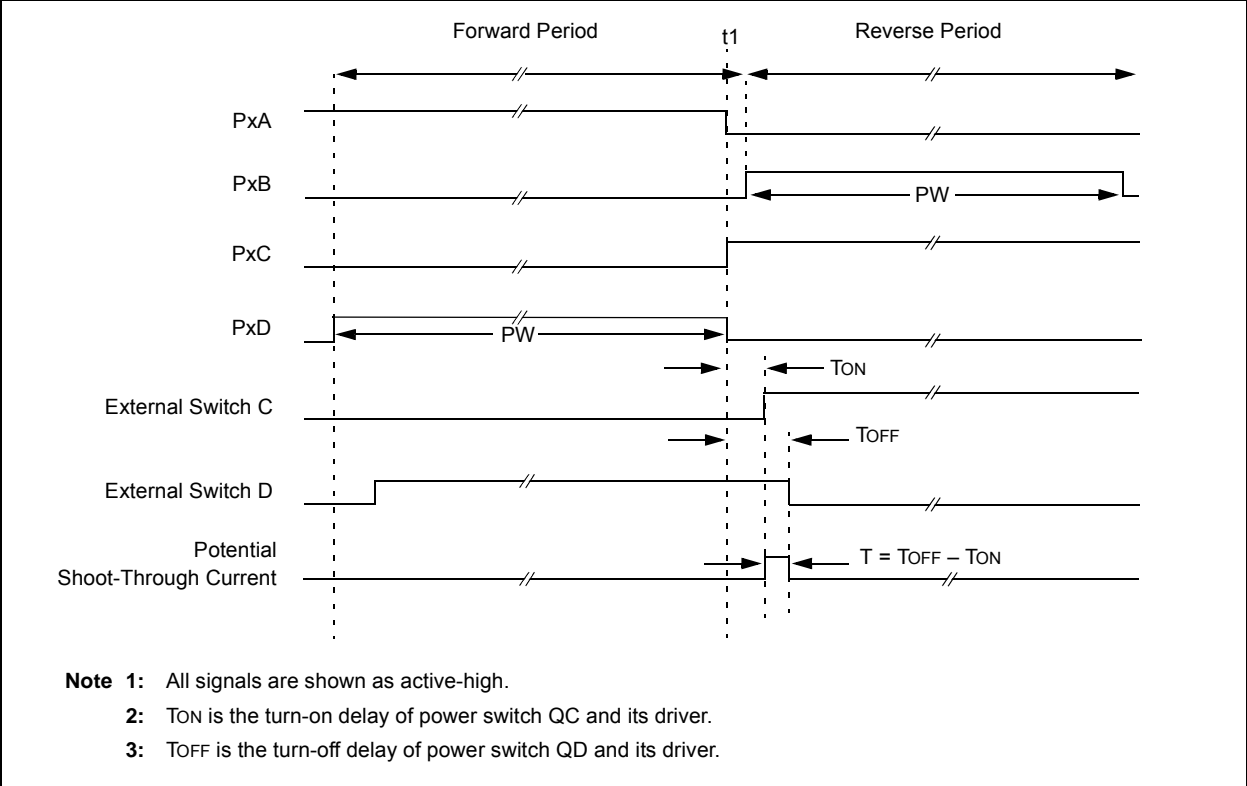 Forward Period
t1
Reverse Period
PxA
PxB
PW
PxC
PxD
PW
TON
External Switch C
TOFF
External Switch D
Potential
Shoot-Through Current
T = TOFF – TON
Note 1: All signals are shown as active-high.
2: TON is the turn-on delay of power switch QC and its driver.
3: TOFF is the turn-off delay of power switch QD and its driver.